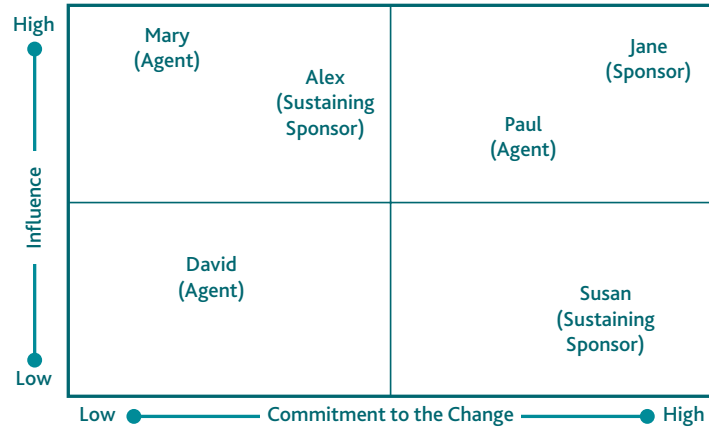 High
Mary
(Agent)
Alex
(Sustaining
Sponsor)
Jane
(Sponsor)
Paul
(Agent)
Influence
David
(Agent)
Susan
(Sustaining
Sponsor)
Low
Low
Commitment to the Change
High